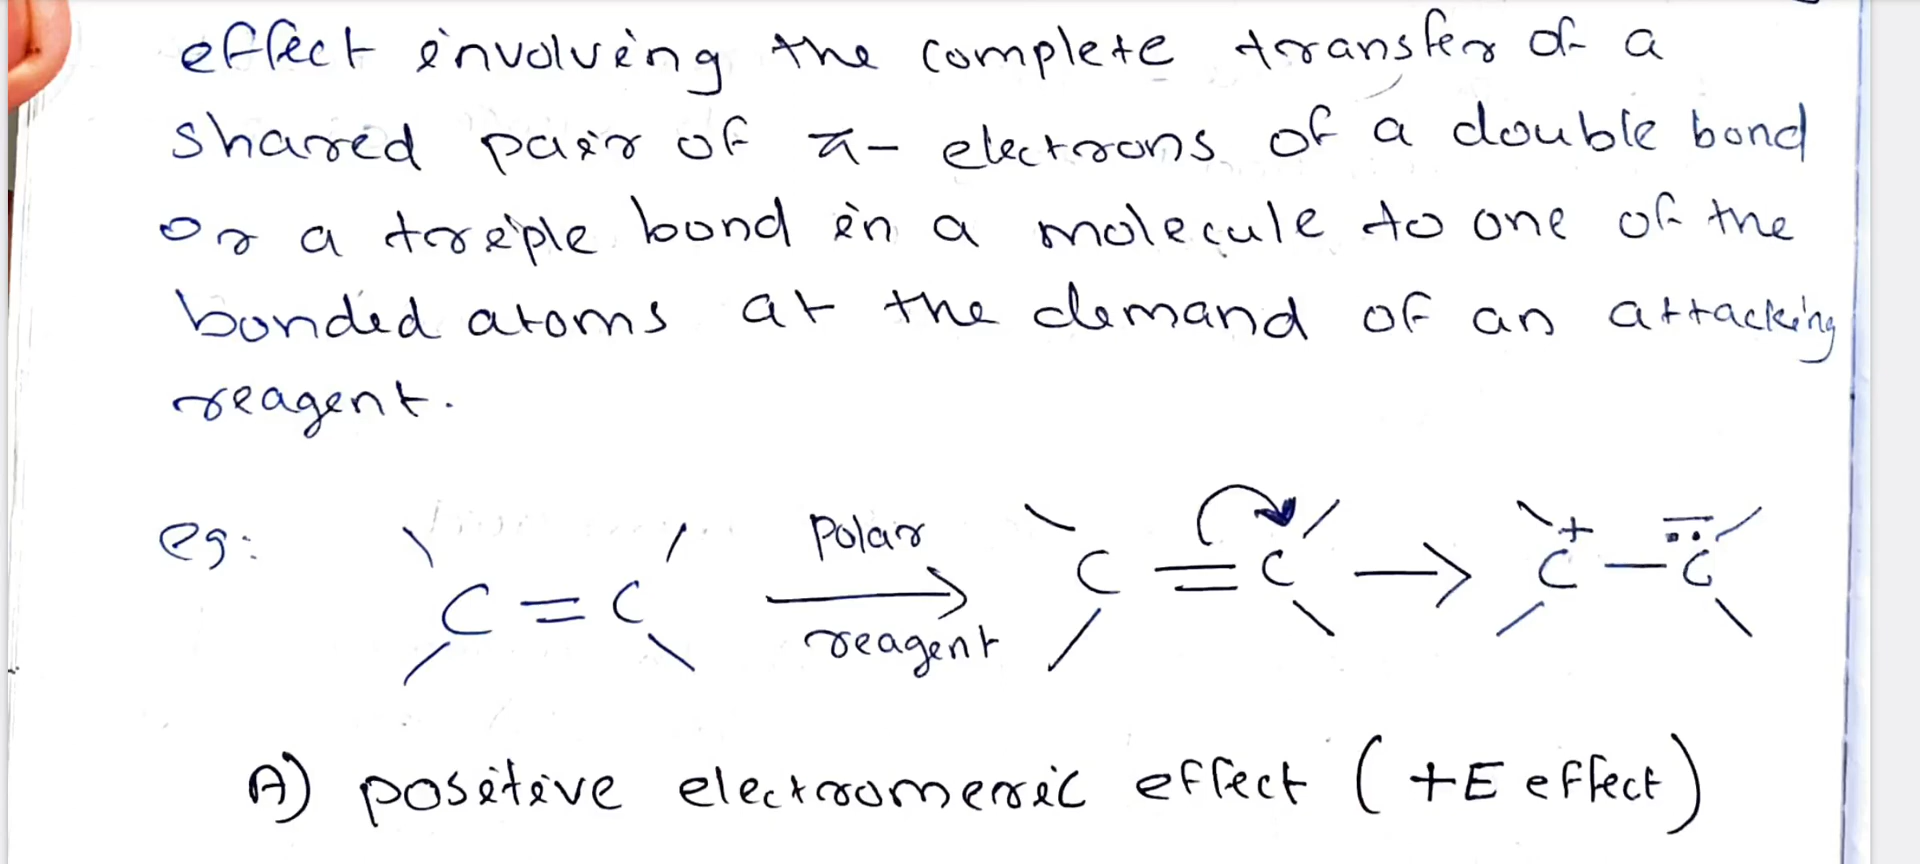 effect involving the complete transfer of a
shared pair of π- electrons of a double bond
or a triple bond in a molecule to one of the
bonded atoms at the demand of an attacking
reagent.
eg: C = C Polar reagent → C = C → C⁺ — C̄̈
A) positive electromeric effect (+E effect)